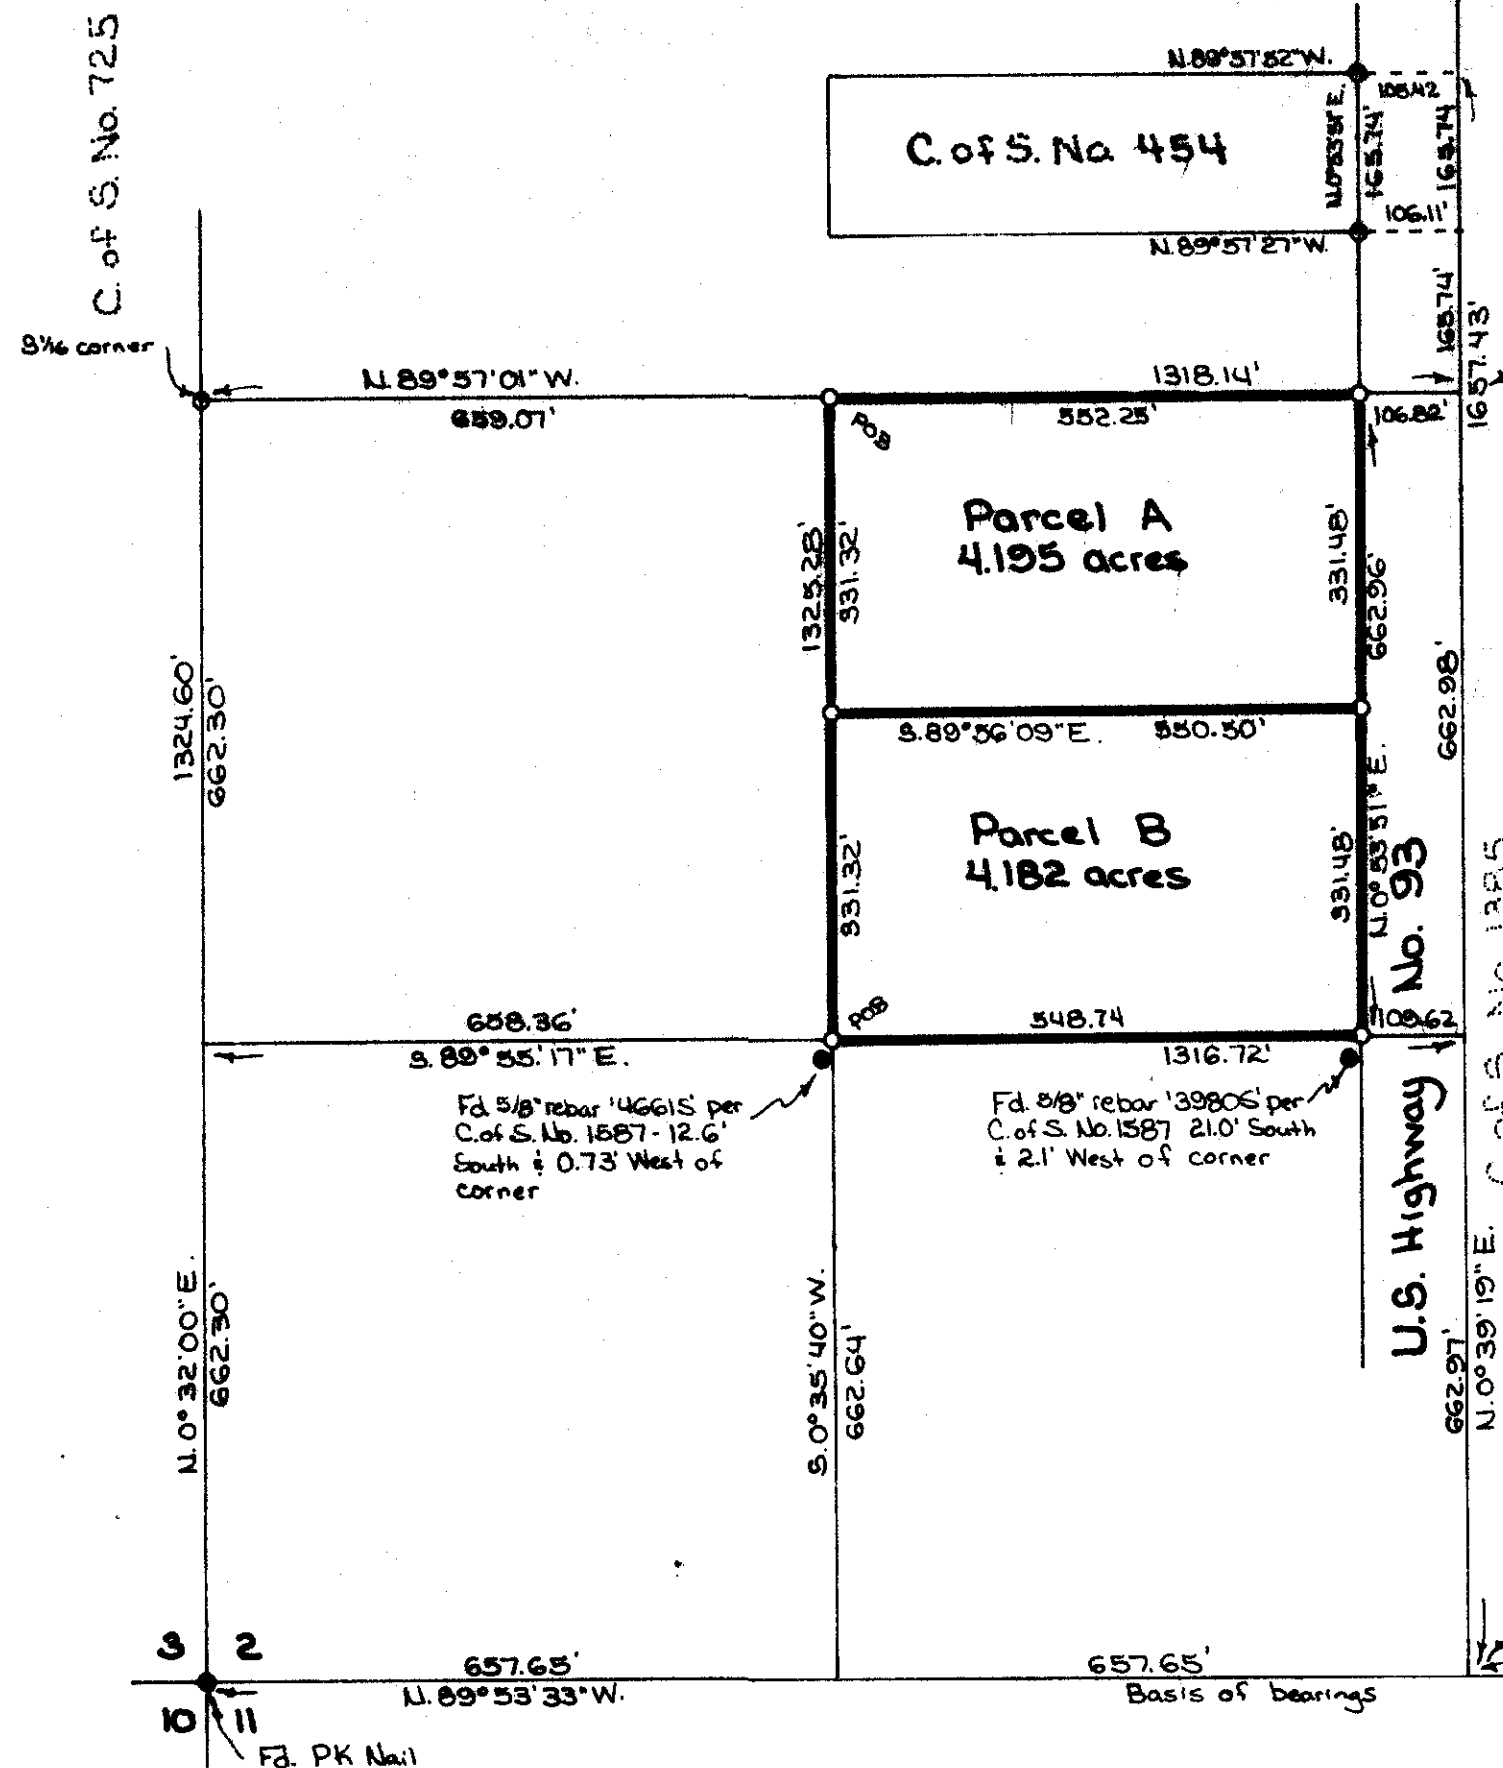 C. of S. No. 725
N.89°57'52"W.
105.42
C. of S. No. 454
N.0°53'51"E.
165.74'
165.74
106.11'
N.89°57'27"W.
165.74'
1657.43'
S1/16 corner
N.89°57'01"W.
1318.14'
659.07'
POB
552.25'
106.82'
Parcel A
4.195 acres
1325.28'
331.32'
331.48'
662.96'
1324.60'
662.30'
662.98'
S.89°56'09"E. 550.50'
Parcel B
4.182 acres
331.32'
331.48'
N.0°53'51"E.
POB
658.36'
548.74
S.89°55'17"E.
1316.72'
Fd. 5/8" rebar '4661S' per
C. of S. No. 1587 - 12.6'
South & 0.73' West of
corner
Fd. 5/8" rebar '3980S' per
C. of S. No. 1587 21.0' South
& 2.1' West of corner
U.S. Highway No. 93
N.0°32'00"E.
662.30'
S.0°35'40"W.
662.64'
662.97'
N.0°39'19"E.
3 2
657.65'
657.65'
N.89°53'33"W.
Basis of bearings
10 11
Fd. PK Nail